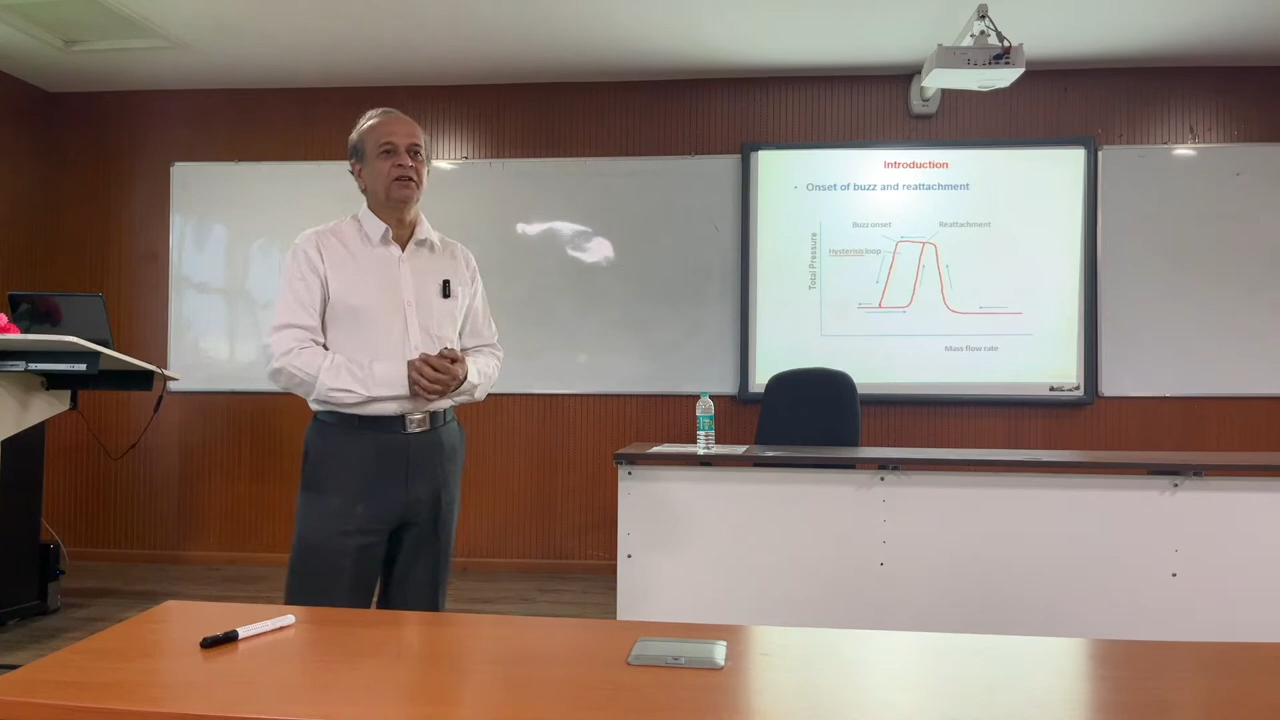 Introduction
• Onset of buzz and reattachment
Buzz onset
Reattachment
Hysterisis loop
Total Pressure
Mass flow rate